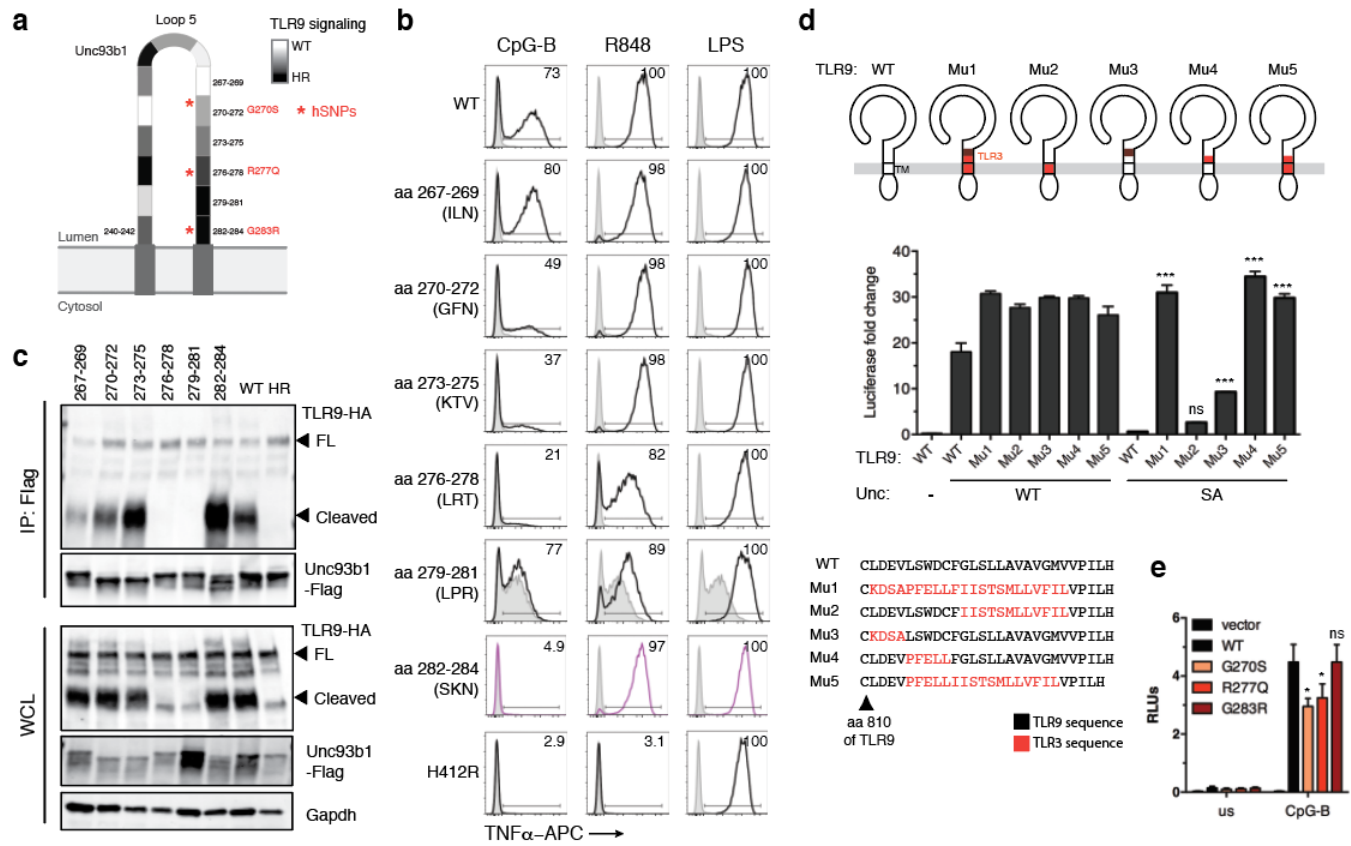 a
Loop 5
Unc93b1
TLR9 signaling
WT
HR
267-269
270-272 G270S
* hSNPs
273-275
276-278 R277Q
279-281
240-242
282-284 G283R
Lumen
Cytosol
b
CpG-B R848 LPS
WT
73 100 100
aa 267-269
(ILN)
80 98 100
aa 270-272
(GFN)
49 98 100
aa 273-275
(KTV)
37 98 100
aa 276-278
(LRT)
21 82 100
aa 279-281
(LPR)
77 89 100
aa 282-284
(SKN)
4.9 97 100
H412R
2.9 3.1 100
TNFα–APC
c
267-269 270-272 273-275 276-278 279-281 282-284 WT HR
IP: Flag
TLR9-HA
FL
Cleaved
Unc93b1
-Flag
WCL
TLR9-HA
FL
Cleaved
Unc93b1
-Flag
Gapdh
d
TLR9: WT Mu1 Mu2 Mu3 Mu4 Mu5
TLR3
TM
Luciferase fold change
40
30
20
10
0
*** ns *** *** ***
TLR9: WT WT Mu1 Mu2 Mu3 Mu4 Mu5 WT Mu1 Mu2 Mu3 Mu4 Mu5
Unc: - WT SA
WT CLDEVLSWDCFGLSLLAVAVGMVVPILH
Mu1 CKDSAPFELLFIISTSMLLVFILVPILH
Mu2 CLDEVLSWDCFIISTSMLLVFILVPILH
Mu3 CKDSALSWDCFGLSLLAVAVGMVVPILH
Mu4 CLDEVPFELLFGLSLLAVAVGMVVPILH
Mu5 CLDEVPFELLIISTSMLLVFILVPILH
aa 810
of TLR9
TLR9 sequence
TLR3 sequence
e
RLUs
6
4
2
0
vector
WT
G270S
R277Q
G283R
* * ns
us CpG-B